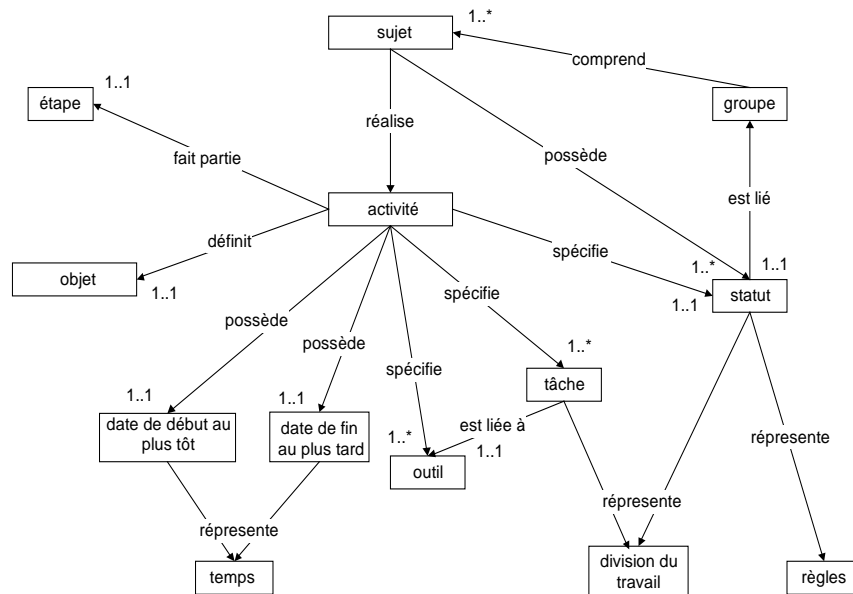 1..*
sujet
comprend
1..1
étape
groupe
réalise
fait partie
possède
est lié
activité
définit
spécifie
objet
1..1
1..*
1..1
spécifie
statut
1..1
possède
possède
1..*
spécifie
tâche
1..1
1..1
date de début au
plus tôt
date de fin
au plus tard
est liée à
1..*
1..1
outil
répresente
répresente
répresente
temps
division du
travail
règles